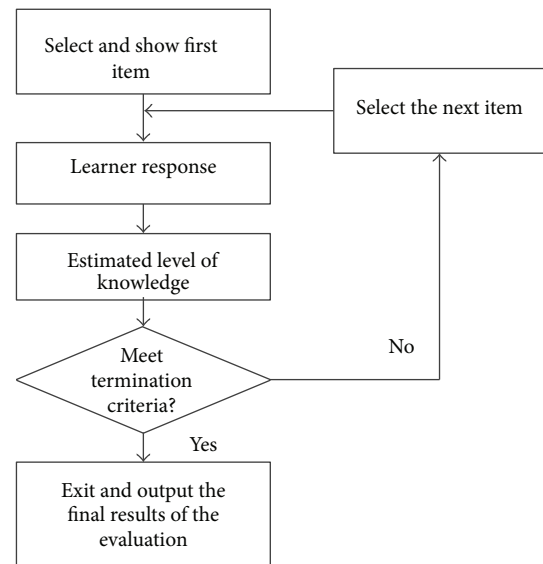 Select and show first
item
Select the next item
Learner response
Estimated level of
knowledge
Meet
termination
criteria?
No
Yes
Exit and output the
final results of the
evaluation